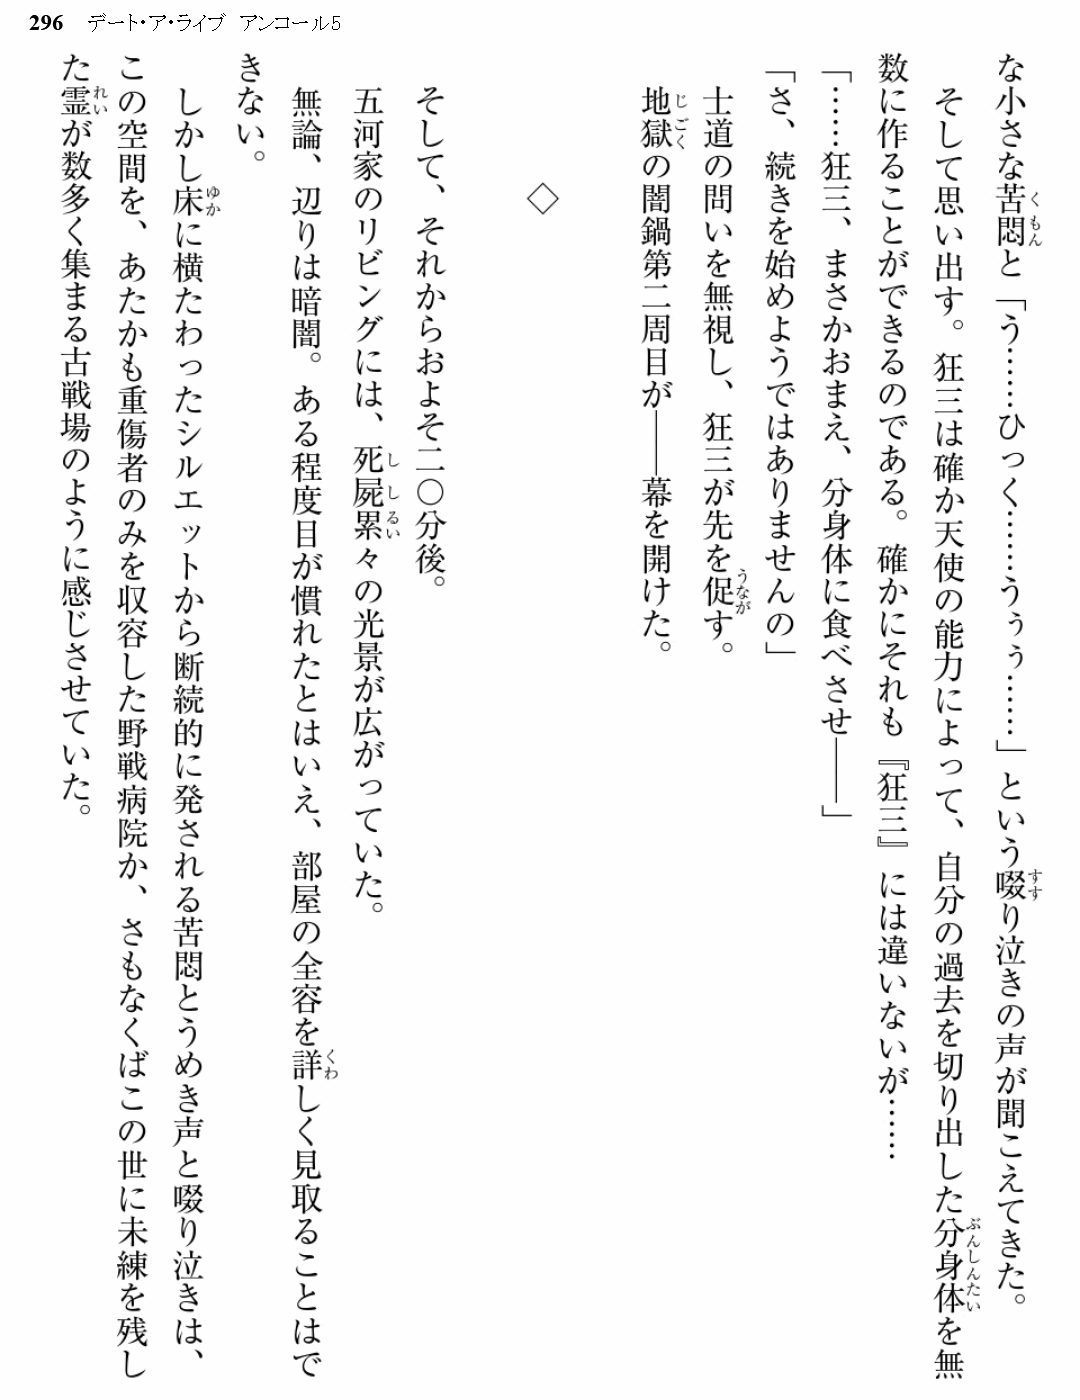 296 デート・ア・ライブ アンコール5
な小さな苦悶と「う……ひっく……うぅぅ……」という啜り泣きの声が聞こえてきた。
そして思い出す。狂三は確か天使の能力によって、自分の過去を切り出した分身体を無
数に作ることができるのである。確かにそれも『狂三』には違いないが……
「……狂三、まさかおまえ、分身体に食べさせ――」
「さ、続きを始めようではありませんの」
士道の問いを無視し、狂三が先を促す。
地獄の闇鍋第二周目が――幕を開けた。
◇
そして、それからおよそ二〇分後。
五河家のリビングには、死屍累々の光景が広がっていた。
無論、辺りは暗闇。ある程度目が慣れたとはいえ、部屋の全容を詳しく見取ることはで
きない。
しかし床に横たわったシルエットから断続的に発される苦悶とうめき声と啜り泣きは、
この空間を、あたかも重傷者のみを収容した野戦病院か、さもなくばこの世に未練を残し
た霊が数多く集まる古戦場のように感じさせていた。